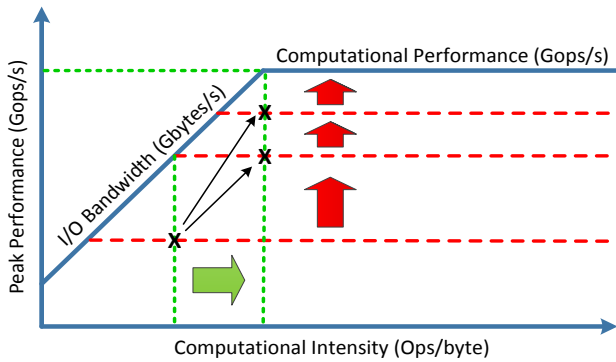 Computational Performance (Gops/s)
Peak Performance (Gops/s)
I/O Bandwidth (Gbytes/s)
X
X
X
Computational Intensity (Ops/byte)